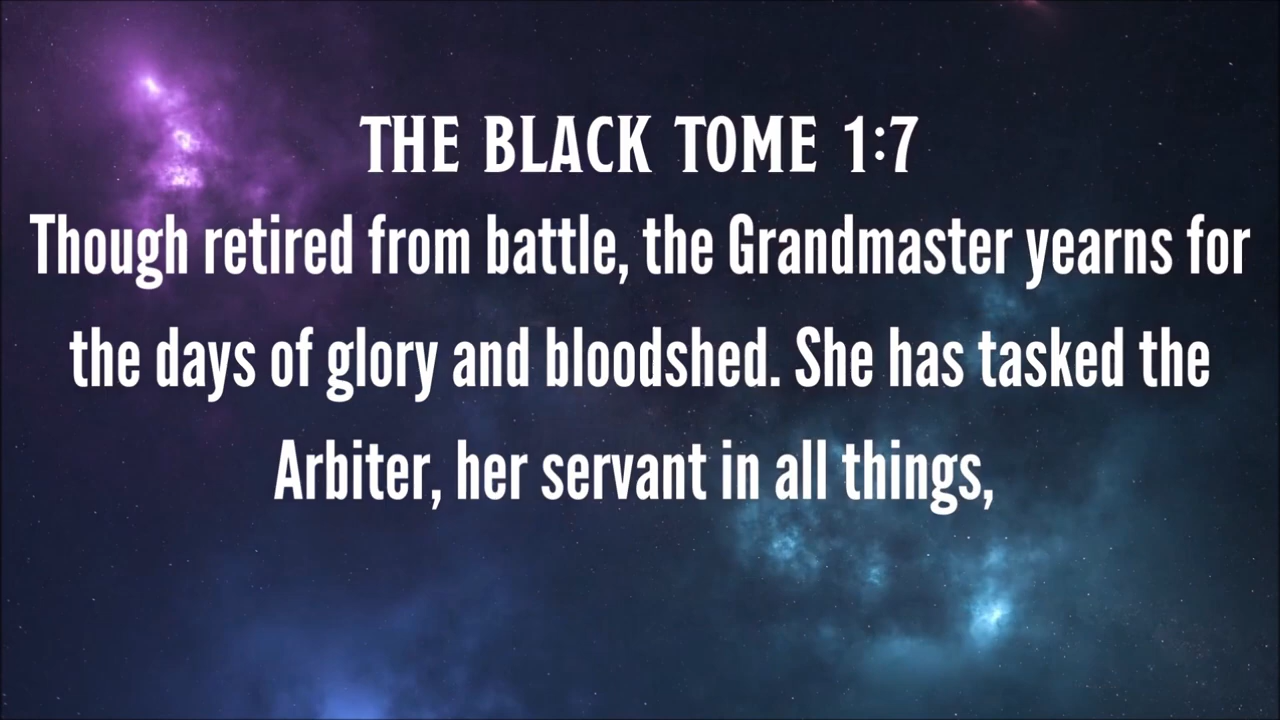 THE BLACK TOME 1:7
Though retired from battle, the Grandmaster yearns for
the days of glory and bloodshed. She has tasked the
Arbiter, her servant in all things,